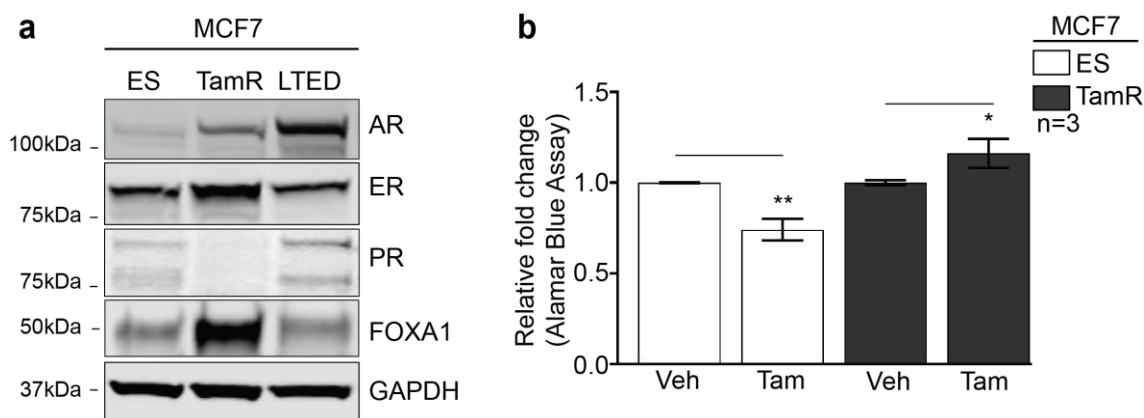 a
MCF7
ES TamR LTED
100kDa AR
ER
75kDa
PR
75kDa
50kDa FOXA1
37kDa GAPDH
b
MCF7
ES
TamR
n=3
Relative fold change
(Alamar Blue Assay)
1.5
1.0
0.5
0.0
**
*
Veh Tam Veh Tam